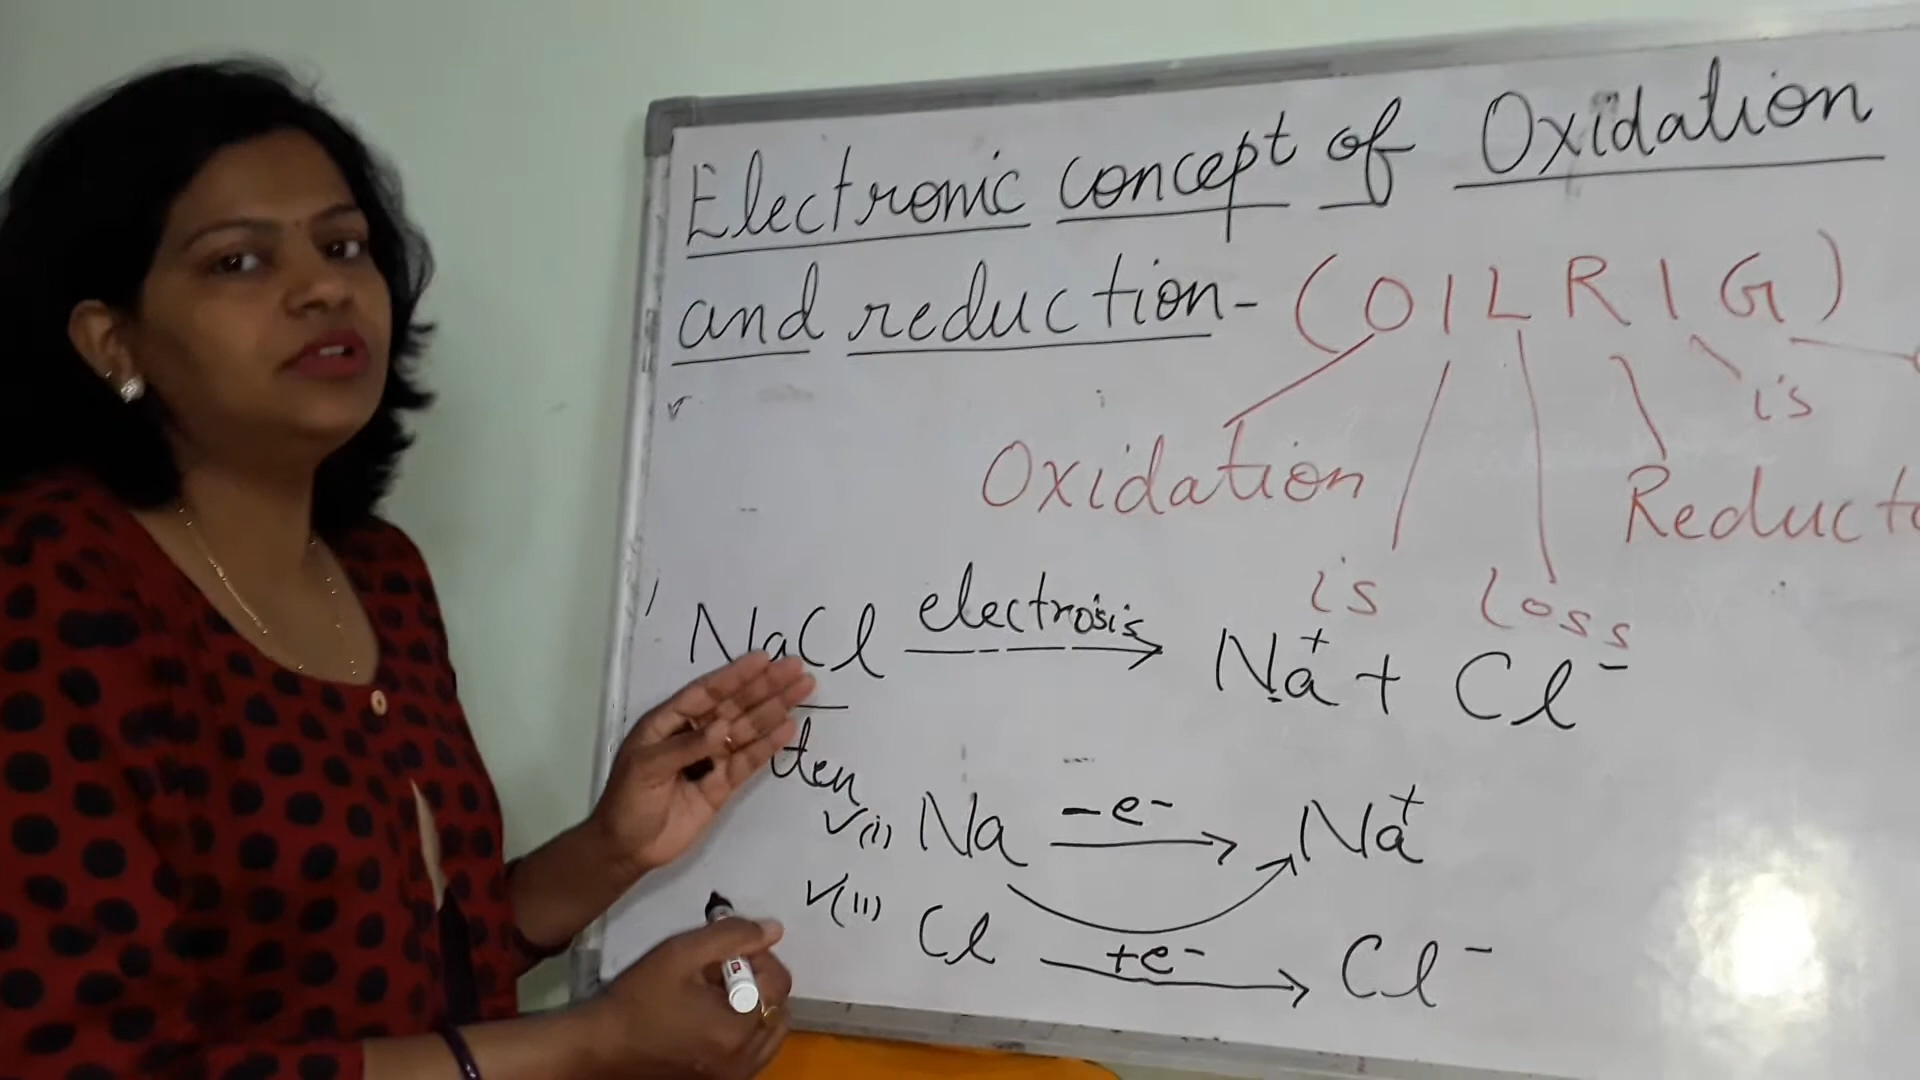 Electronic concept of Oxidation
and reduction - (OILRIG)
is
Oxidation
is Loss
NaCl electrosis → Na⁺ + Cl⁻
(i) Na -e⁻ → Na⁺
(ii) Cl +e⁻ → Cl⁻